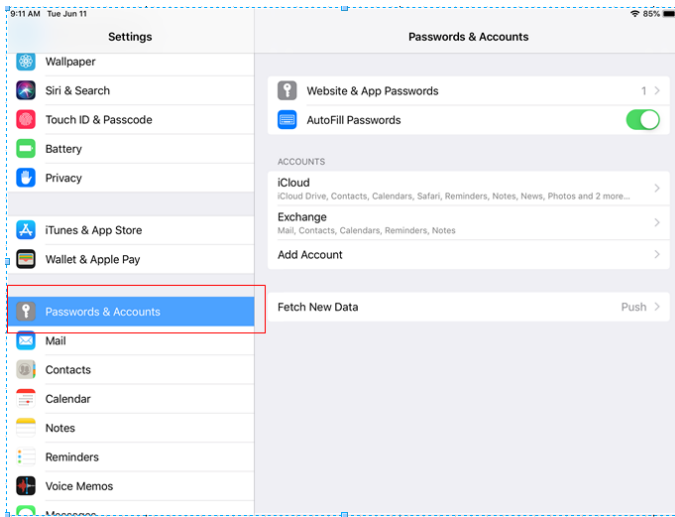 9:11 AM Tue Jun 11
85%
Settings
Wallpaper
Siri & Search
Touch ID & Passcode
Battery
Privacy
iTunes & App Store
Wallet & Apple Pay
Passwords & Accounts
Mail
Contacts
Calendar
Notes
Reminders
Voice Memos
Messages
Passwords & Accounts
Website & App Passwords 1
AutoFill Passwords
ACCOUNTS
iCloud
iCloud Drive, Contacts, Calendars, Safari, Reminders, Notes, News, Photos and 2 more...
Exchange
Mail, Contacts, Calendars, Reminders, Notes
Add Account
Fetch New Data Push